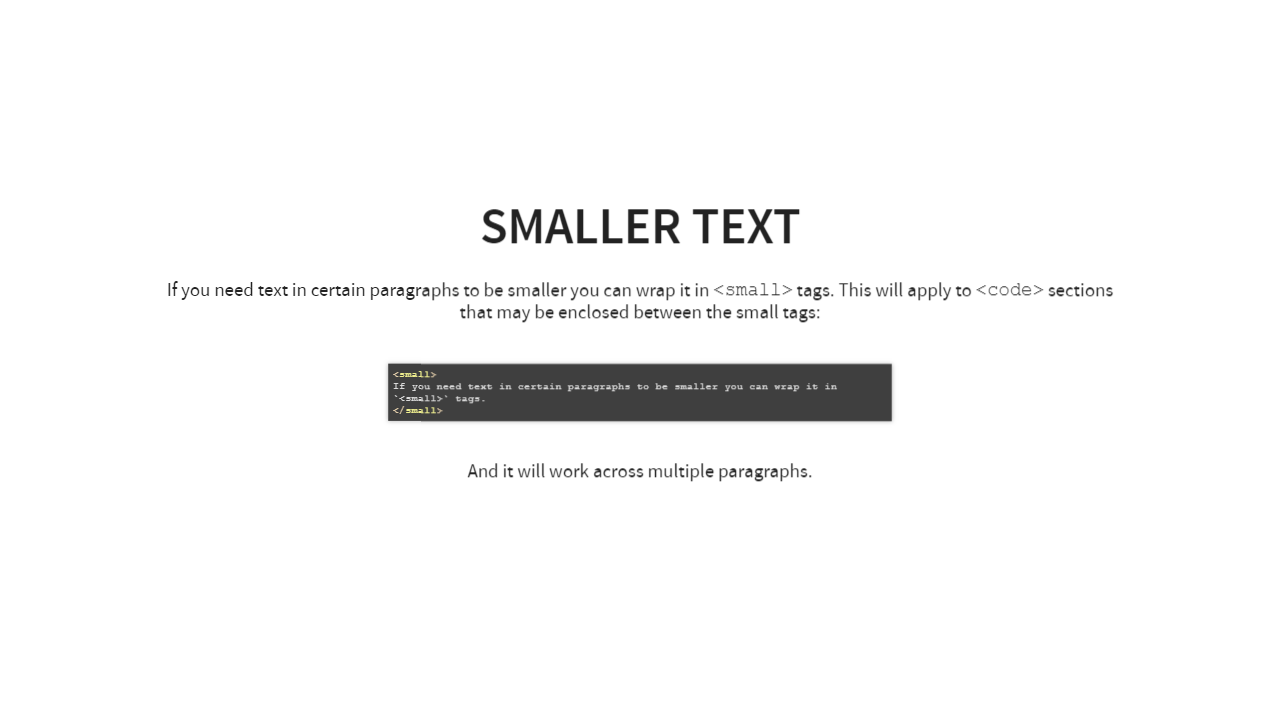 SMALLER TEXT
If you need text in certain paragraphs to be smaller you can wrap it in <small> tags. This will apply to <code> sections
that may be enclosed between the small tags:
<small>
If you need text in certain paragraphs to be smaller you can wrap it in
`<small>` tags.
</small>
And it will work across multiple paragraphs.